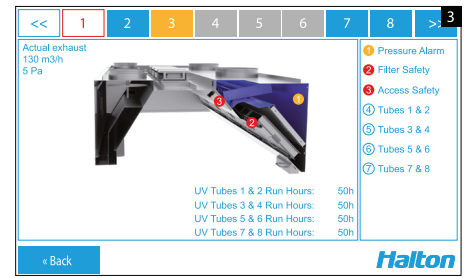 << 1 2 3 4 5 6 7 8 >>
3
Actual exhaust
130 m3/h
5 Pa
1
3
2
UV Tubes 1 & 2 Run Hours: 50h
UV Tubes 3 & 4 Run Hours: 50h
UV Tubes 5 & 6 Run Hours: 50h
UV Tubes 7 & 8 Run Hours: 50h
1 Pressure Alarm
2 Filter Safety
3 Access Safety
4 Tubes 1 & 2
5 Tubes 3 & 4
6 Tubes 5 & 6
7 Tubes 7 & 8
« Back
Halton